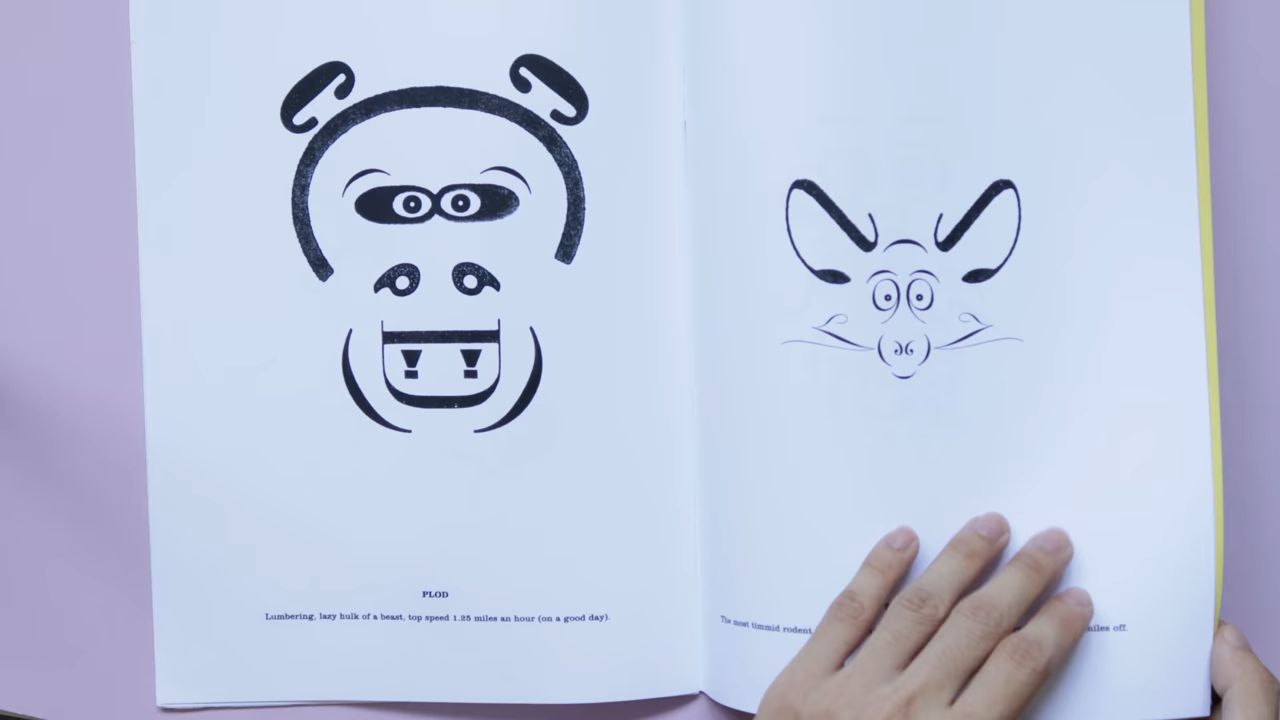 PLOD
Lumbering, lazy hulk of a beast, top speed 1.25 miles an hour (on a good day).
The most timmid rodent miles off.